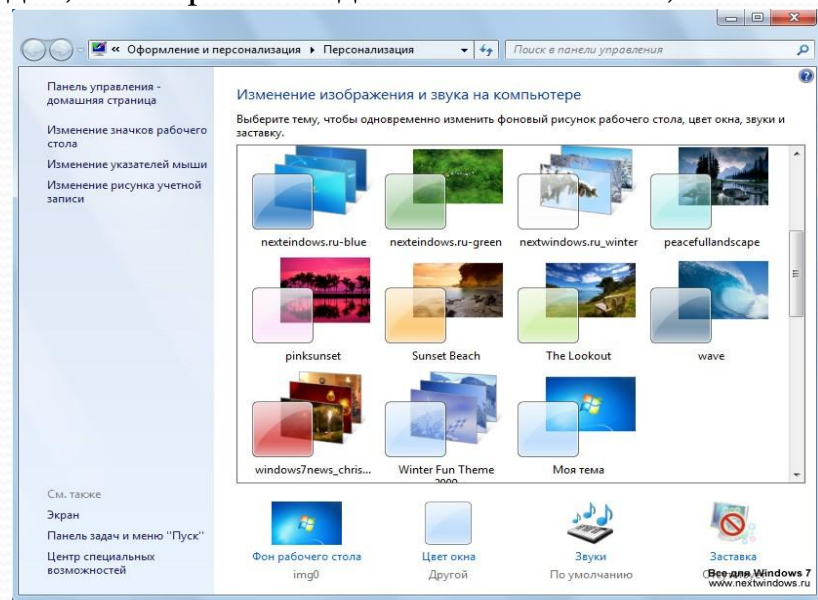 « Оформление и персонализация ▸ Персонализация
Поиск в панели управления
Панель управления -
домашняя страница
Изменение значков рабочего
стола
Изменение указателей мыши
Изменение рисунка учетной
записи
Изменение изображения и звука на компьютере
Выберите тему, чтобы одновременно изменить фоновый рисунок рабочего стола, цвет окна, звуки и
заставку.
nexteindows.ru-blue
nexteindows.ru-green
nextwindows.ru_winter
peacefullandscape
pinksunset
Sunset Beach
The Lookout
wave
windows7news_chris...
Winter Fun Theme
Моя тема
См. также
Экран
Панель задач и меню "Пуск"
Центр специальных
возможностей
Фон рабочего стола
img0
Цвет окна
Другой
Звуки
По умолчанию
Заставка
Все для Windows 7
www.nextwindows.ru